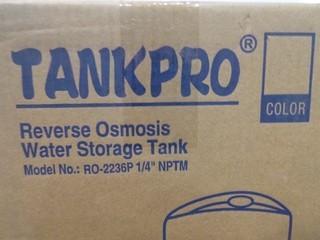 TANKPRO®
COLOR
Reverse Osmosis
Water Storage Tank
Model No.: RO-2236P 1/4" NPTM